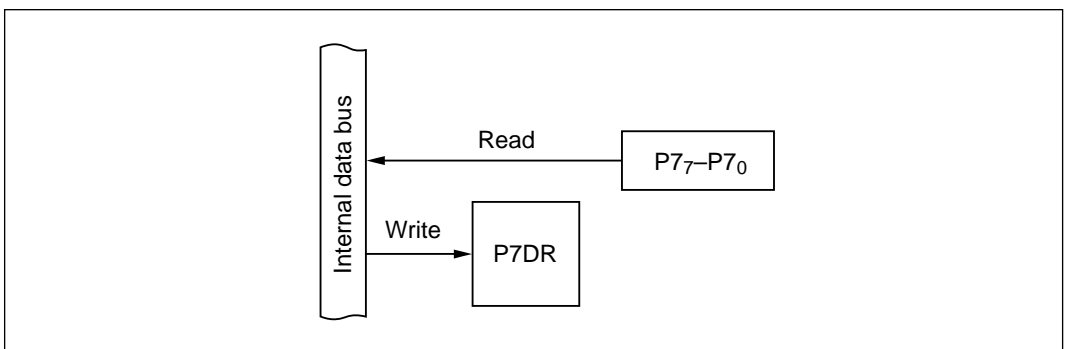 Internal data bus
Read
P7₇–P7₀
Write
P7DR